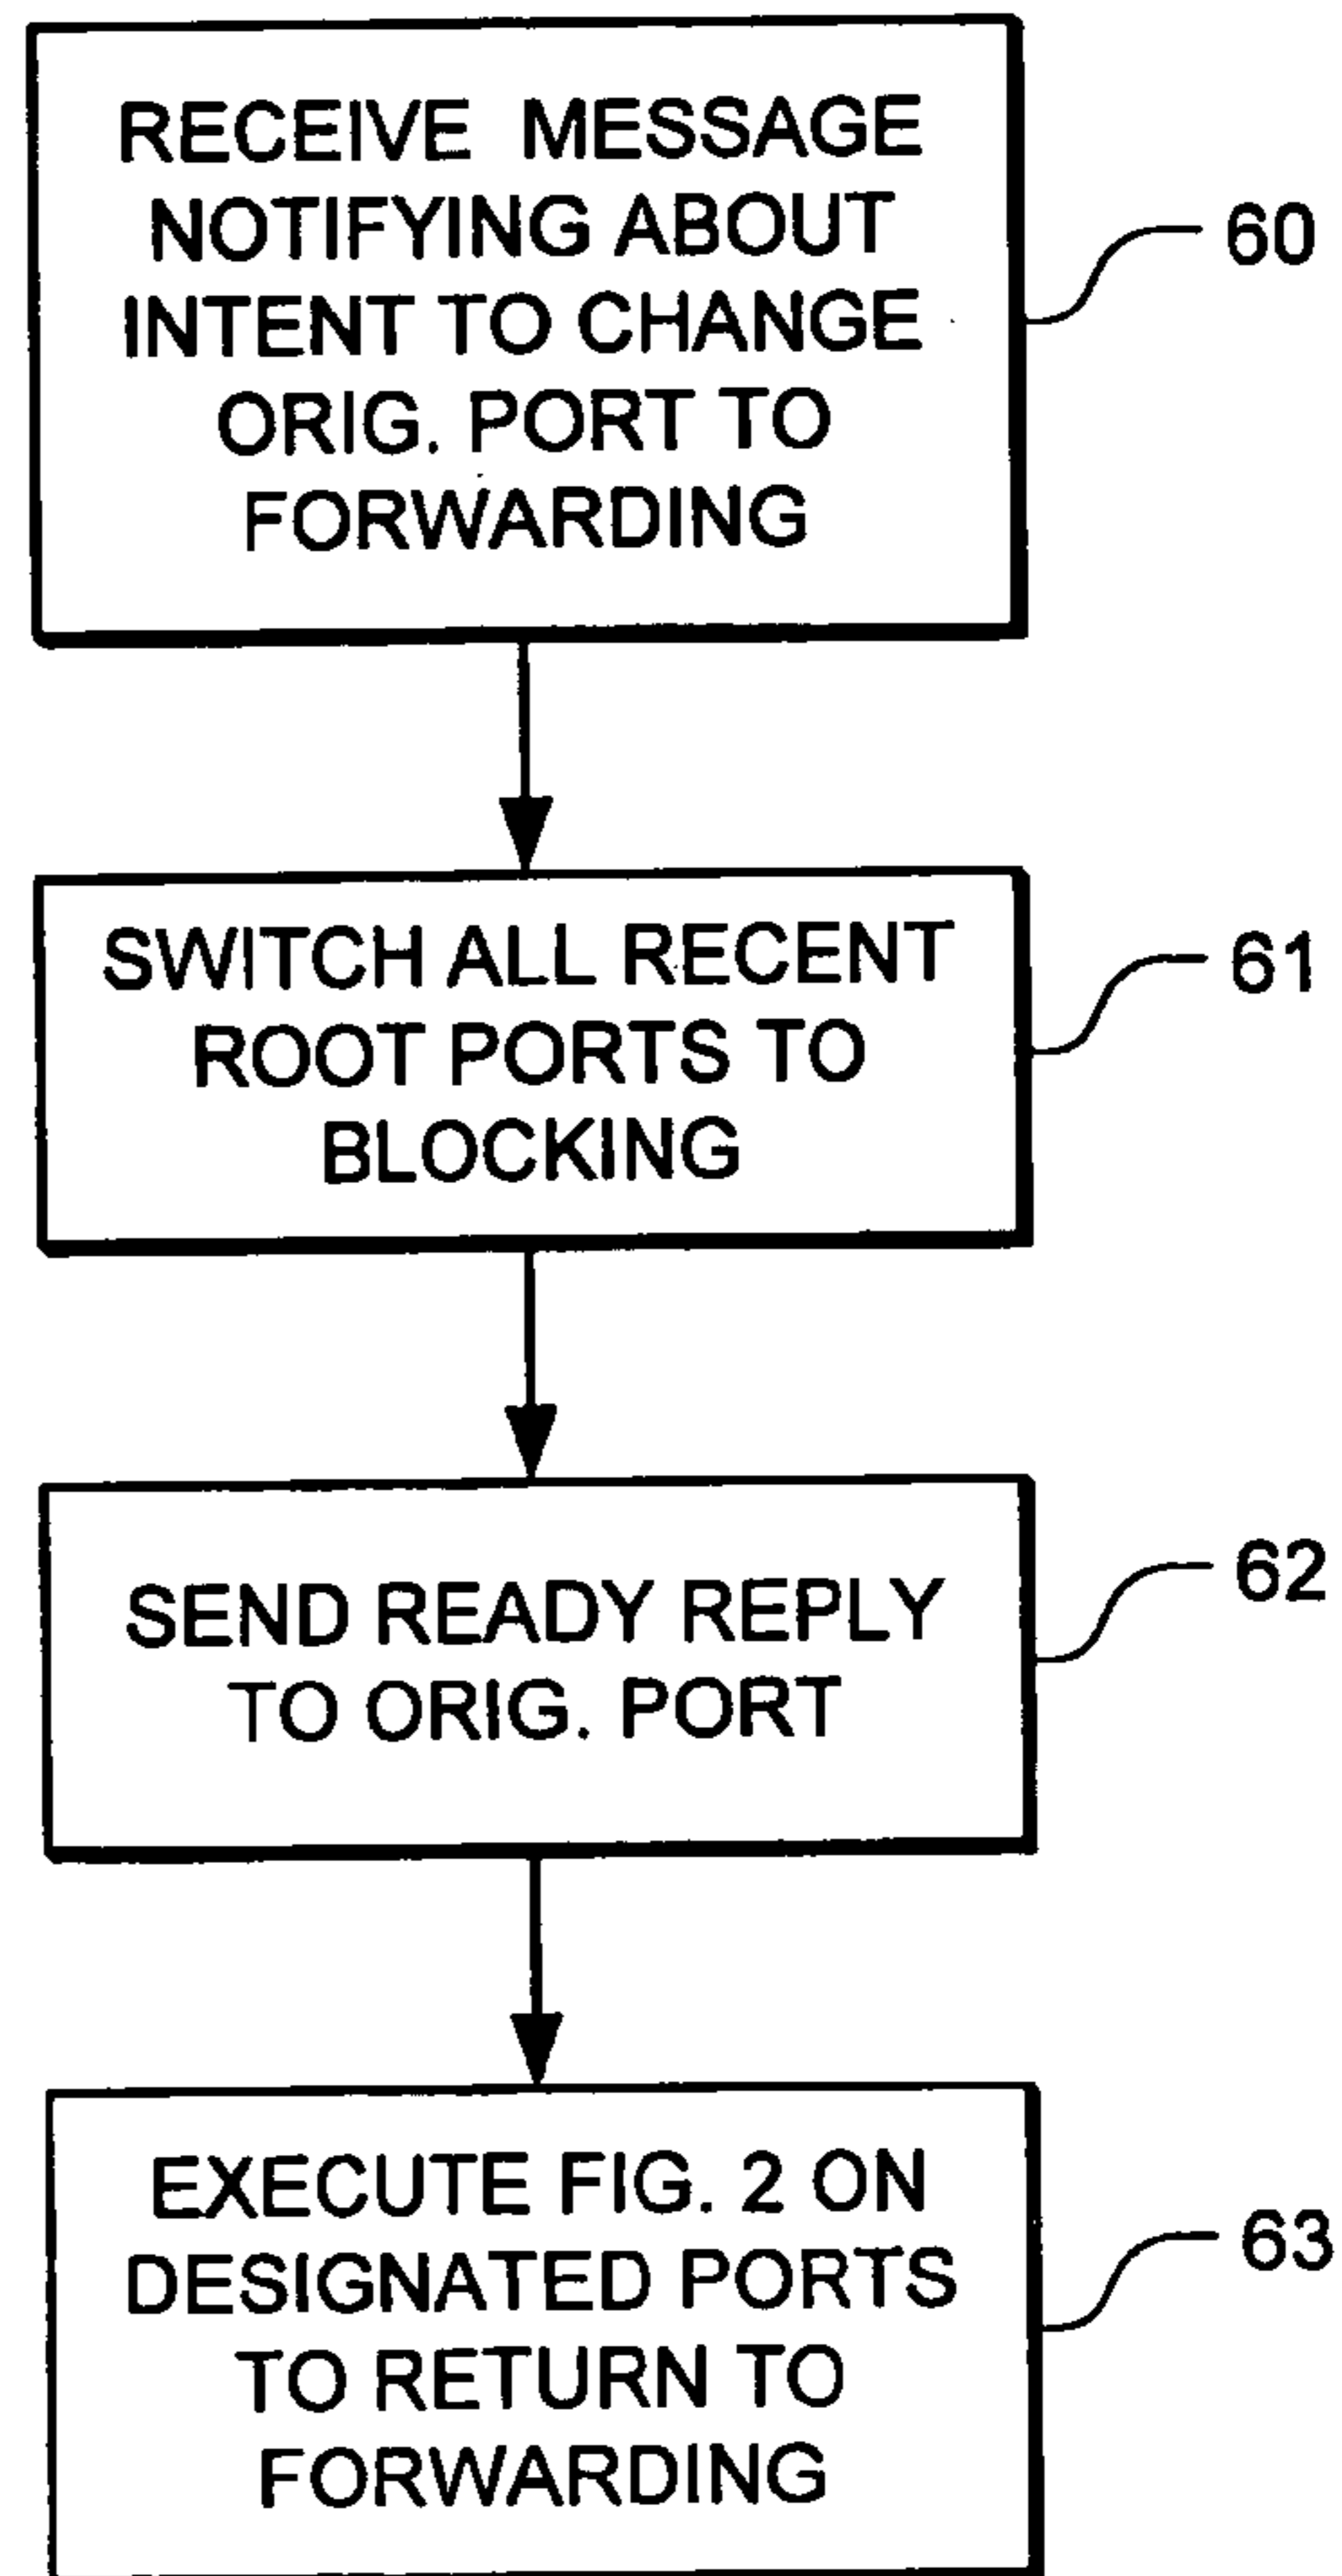 RECEIVE MESSAGE
NOTIFYING ABOUT
INTENT TO CHANGE
ORIG. PORT TO
FORWARDING
60
SWITCH ALL RECENT
ROOT PORTS TO
BLOCKING
61
SEND READY REPLY
TO ORIG. PORT
62
EXECUTE FIG. 2 ON
DESIGNATED PORTS
TO RETURN TO
FORWARDING
63